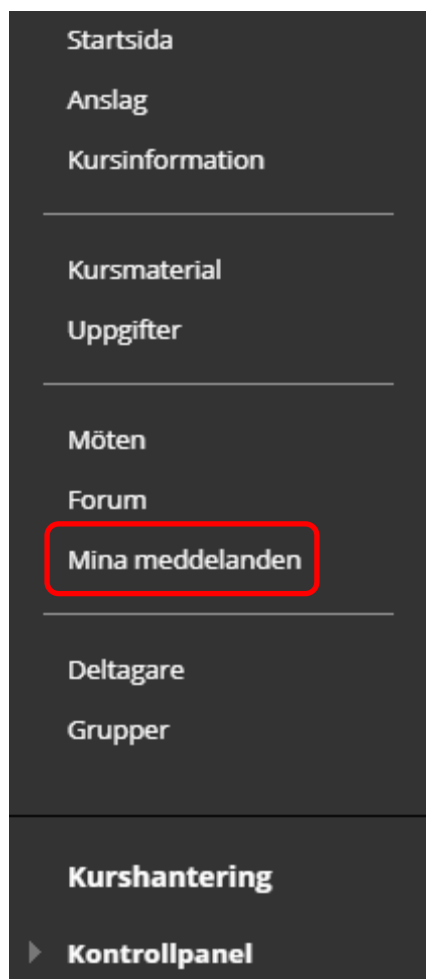 Startsida
Anslag
Kursinformation
Kursmaterial
Uppgifter
Möten
Forum
Mina meddelanden
Deltagare
Grupper
Kurshantering
Kontrollpanel